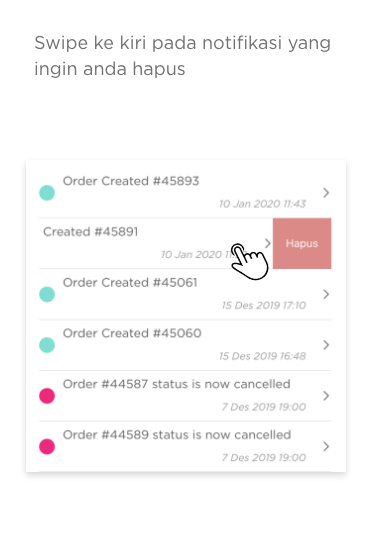 Swipe ke kiri pada notifikasi yang
ingin anda hapus
Order Created #45893
10 Jan 2020 11:43
Created #45891
10 Jan 2020
Hapus
Order Created #45061
15 Des 2019 17:10
Order Created #45060
15 Des 2019 16:48
Order #44587 status is now cancelled
7 Des 2019 19:00
Order #44589 status is now cancelled
7 Des 2019 19:00